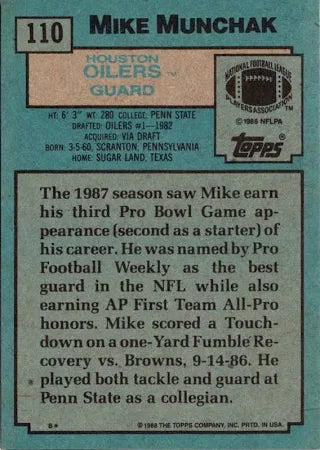 110
MIKE MUNCHAK
HOUSTON
OILERS TM
GUARD
NATIONAL FOOTBALL LEAGUE
PLAYERS ASSOCIATION
© 1986 NFLPA
TOPPS®
HT: 6' 3" WT: 280 COLLEGE: PENN STATE
DRAFTED: OILERS #1—1982
ACQUIRED: VIA DRAFT
BORN: 3-5-60, SCRANTON, PENNSYLVANIA
HOME: SUGAR LAND, TEXAS
The 1987 season saw Mike earn
his third Pro Bowl Game ap-
pearance (second as a starter) of
his career. He was named by Pro
Football Weekly as the best
guard in the NFL while also
earning AP First Team All-Pro
honors. Mike scored a Touch-
down on a one-Yard Fumble Re-
covery vs. Browns, 9-14-86. He
played both tackle and guard at
Penn State as a collegian.
B*
© 1988 THE TOPPS COMPANY, INC. PRTD. IN U.S.A.